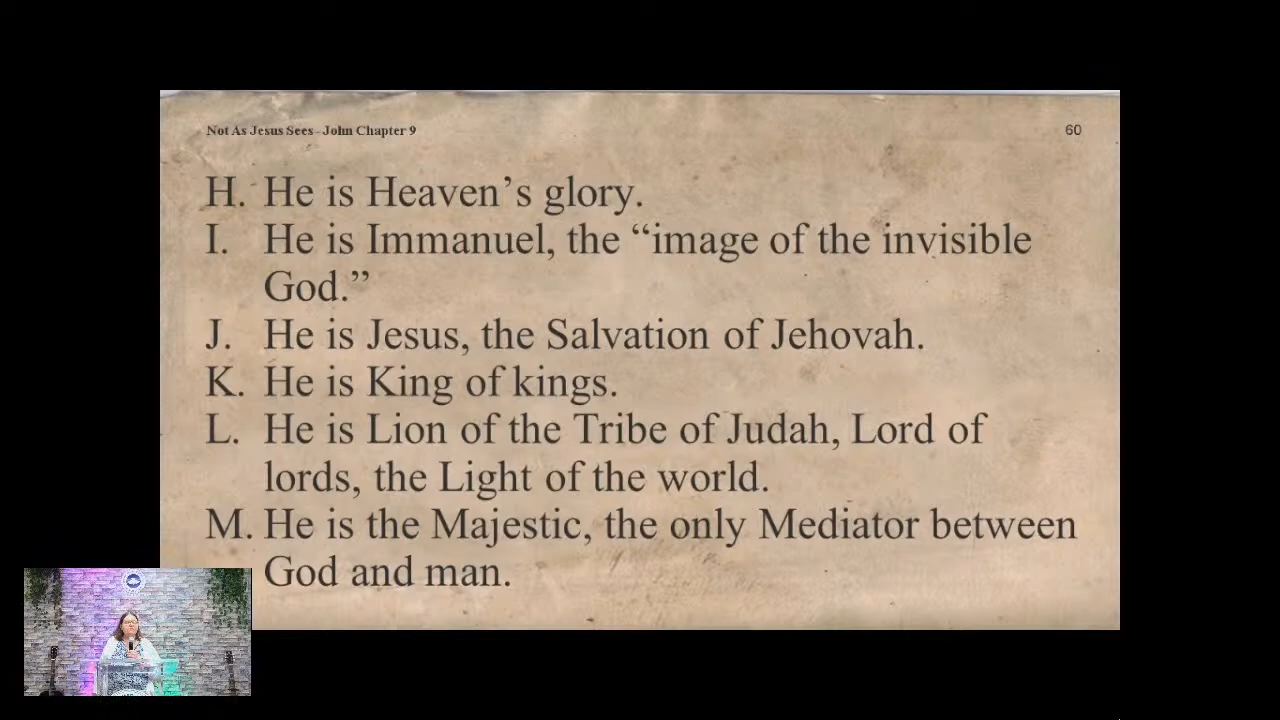 Not As Jesus Sees - John Chapter 9
60
H. He is Heaven’s glory.
I. He is Immanuel, the “image of the invisible
God.”
J. He is Jesus, the Salvation of Jehovah.
K. He is King of kings.
L. He is Lion of the Tribe of Judah, Lord of
lords, the Light of the world.
M. He is the Majestic, the only Mediator between
God and man.